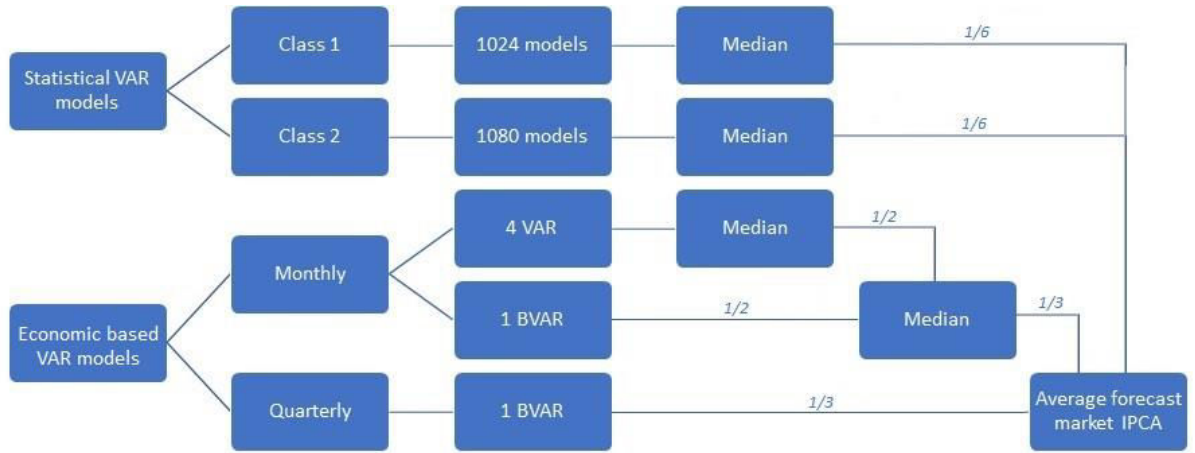 Statistical VAR
models
Class 1
1024 models
Median
1/6
Class 2
1080 models
Median
1/6
Economic based
VAR models
Monthly
4 VAR
Median
1/2
1 BVAR
1/2
Median
1/3
Quarterly
1 BVAR
1/3
Average forecast
market IPCA